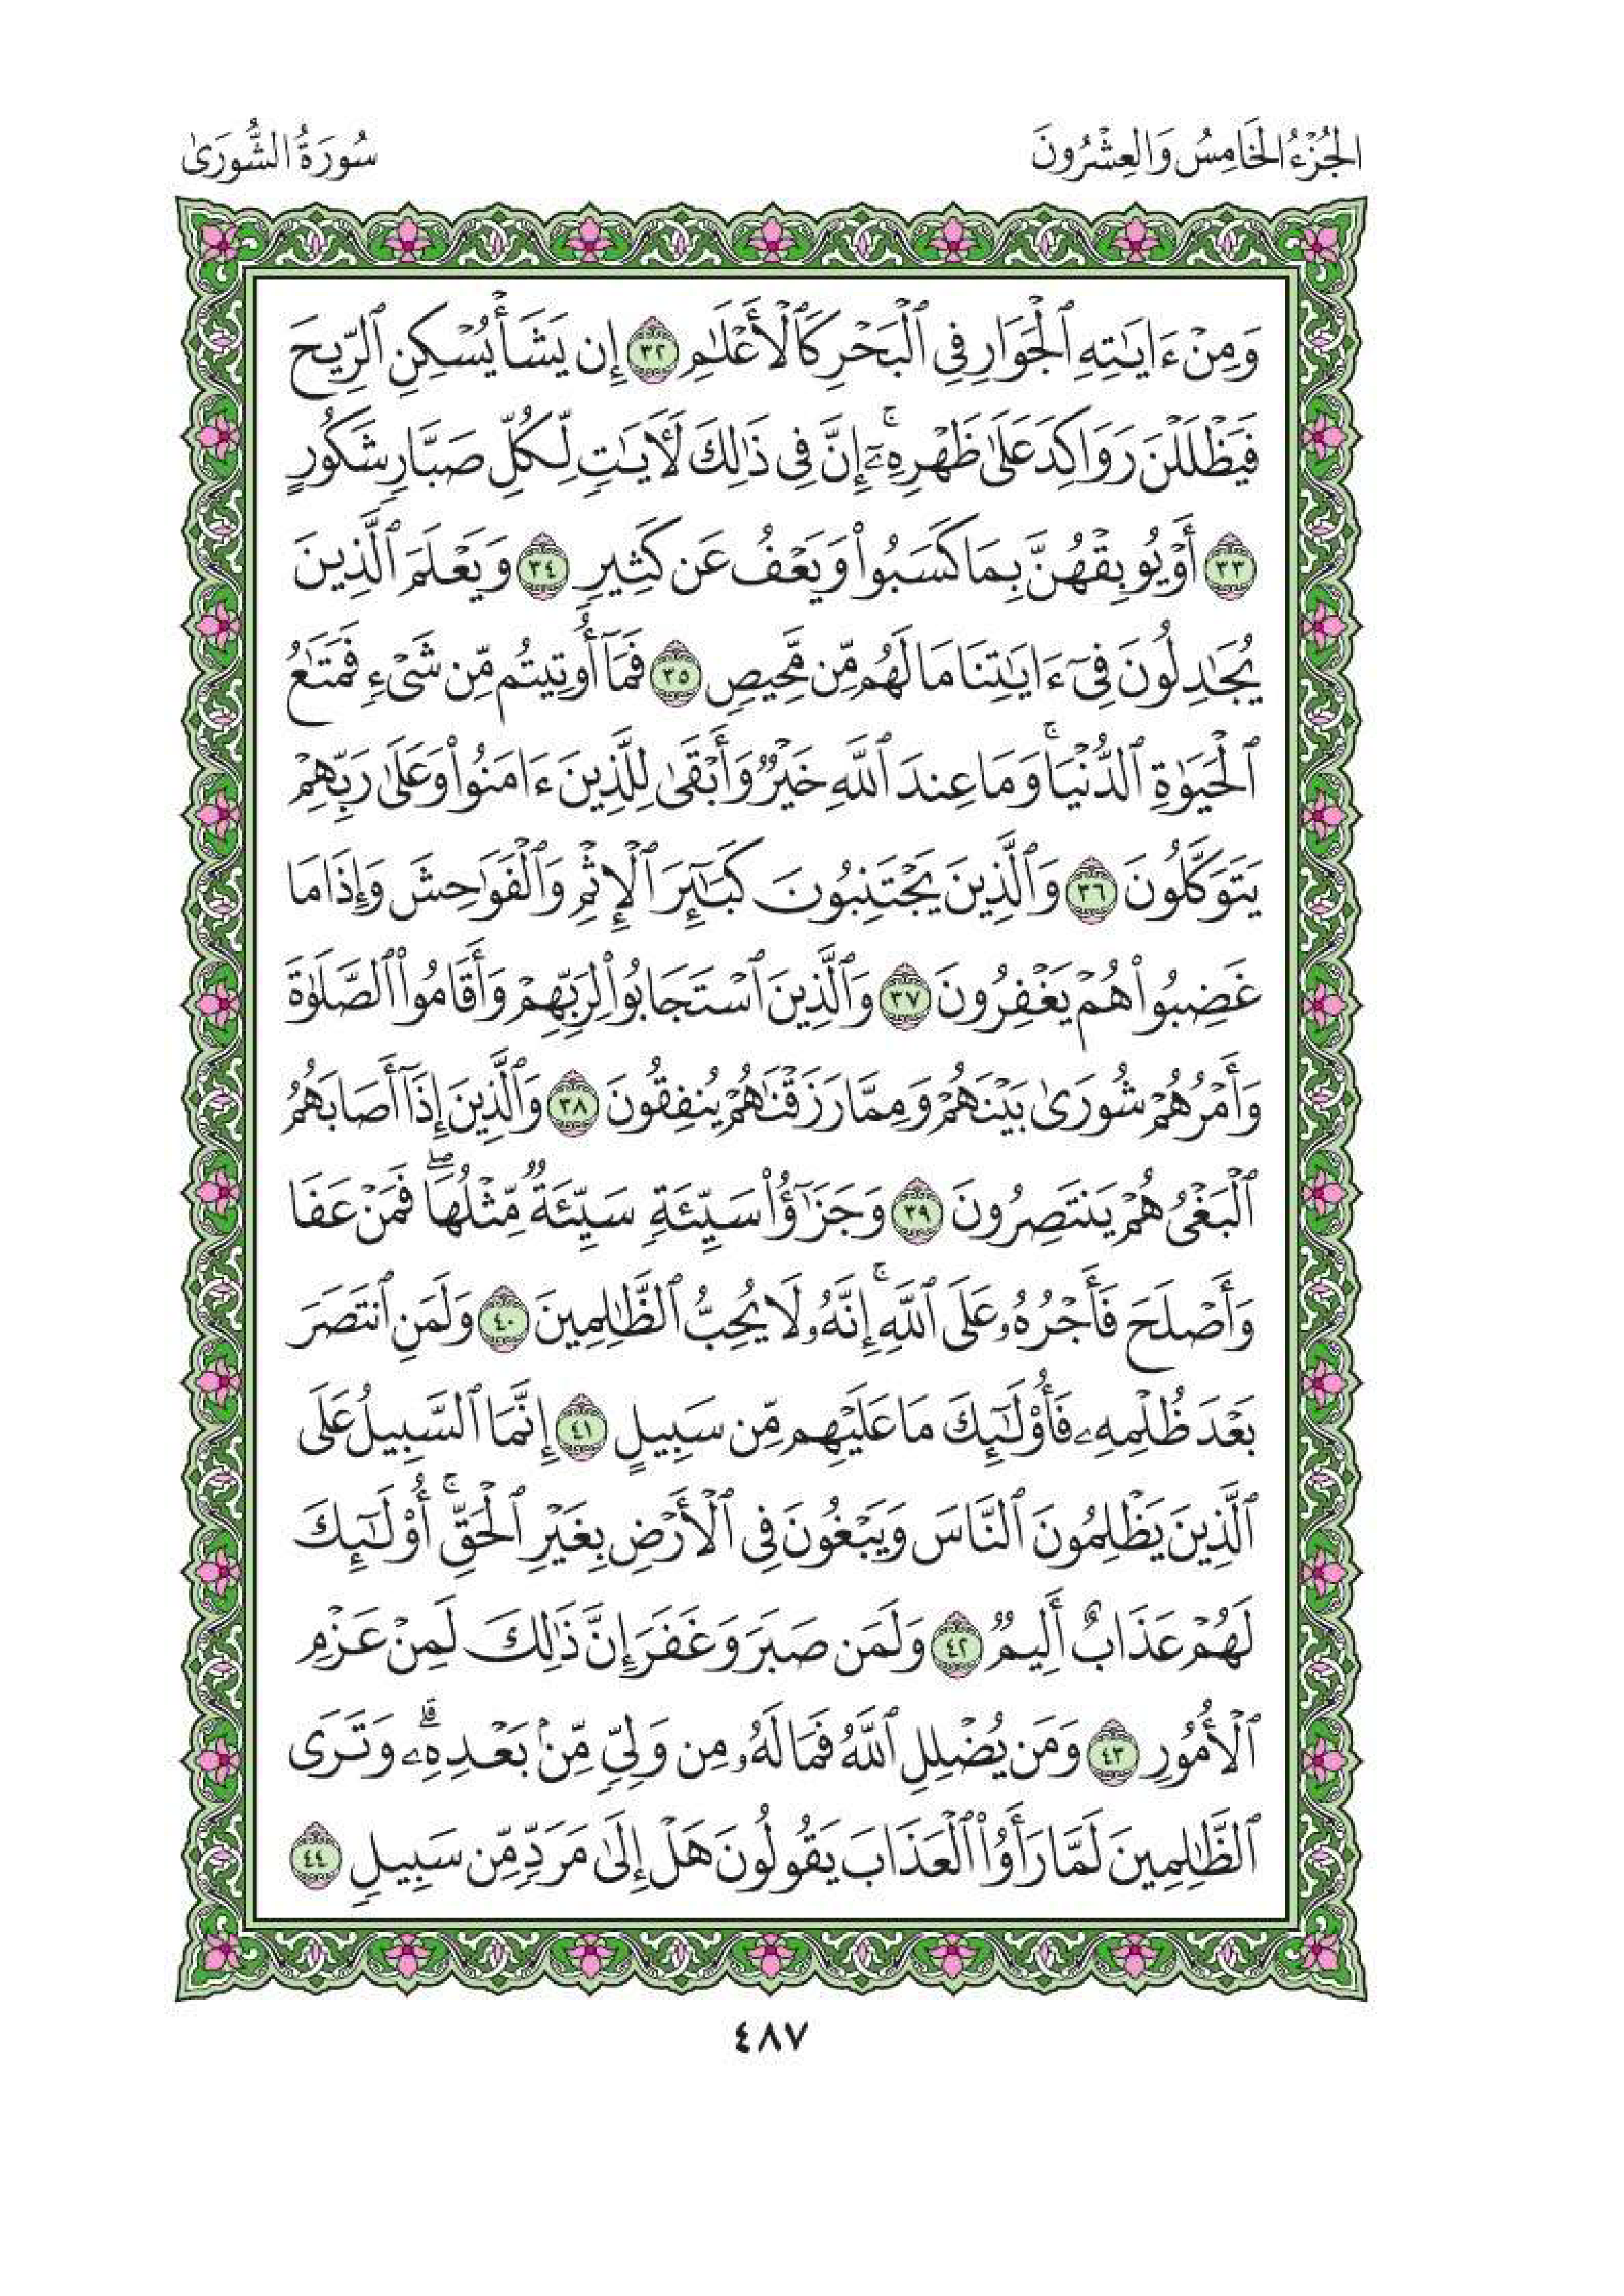 الجُزْءُ الخَامِسُ وَالعِشْرُونَ
سُورَةُ الشُّورَىٰ
وَمِنْ ءَايَٰتِهِ ٱلْجَوَارِ فِى ٱلْبَحْرِ كَٱلْأَعْلَٰمِ ٣٢ إِن يَشَأْ يُسْكِنِ ٱلرِّيحَ
فَيَظْلَلْنَ رَوَاكِدَ عَلَىٰ ظَهْرِهِۦٓ ۚ إِنَّ فِى ذَٰلِكَ لَءَايَٰتٍ لِّكُلِّ صَبَّارٍ شَكُورٍ
٣٣ أَوْ يُوبِقْهُنَّ بِمَا كَسَبُوا۟ وَيَعْفُ عَن كَثِيرٍ ٣٤ وَيَعْلَمَ ٱلَّذِينَ
يُجَٰدِلُونَ فِىٓ ءَايَٰتِنَا مَا لَهُم مِّن مَّحِيصٍ ٣٥ فَمَآ أُوتِيتُم مِّن شَىْءٍ فَمَتَٰعُ
ٱلْحَيَوٰةِ ٱلدُّنْيَا ۚ وَمَا عِندَ ٱللَّهِ خَيْرٌ وَأَبْقَىٰ لِلَّذِينَ ءَامَنُوا۟ وَعَلَىٰ رَبِّهِمْ
يَتَوَكَّلُونَ ٣٦ وَٱلَّذِينَ يَجْتَنِبُونَ كَبَٰٓئِرَ ٱلْإِثْمِ وَٱلْفَوَٰحِشَ وَإِذَا مَا
غَضِبُوا۟ هُمْ يَغْفِرُونَ ٣٧ وَٱلَّذِينَ ٱسْتَجَابُوا۟ لِرَبِّهِمْ وَأَقَامُوا۟ ٱلصَّلَوٰةَ
وَأَمْرُهُمْ شُورَىٰ بَيْنَهُمْ وَمِمَّا رَزَقْنَٰهُمْ يُنفِقُونَ ٣٨ وَٱلَّذِينَ إِذَآ أَصَابَهُمُ
ٱلْبَغْىُ هُمْ يَنتَصِرُونَ ٣٩ وَجَزَٰٓؤُا۟ سَيِّئَةٍ سَيِّئَةٌ مِّثْلُهَا ۖ فَمَنْ عَفَا
وَأَصْلَحَ فَأَجْرُهُۥ عَلَى ٱللَّهِ ۚ إِنَّهُۥ لَا يُحِبُّ ٱلظَّٰلِمِينَ ٤٠ وَلَمَنِ ٱنتَصَرَ
بَعْدَ ظُلْمِهِۦ فَأُو۟لَٰٓئِكَ مَا عَلَيْهِم مِّن سَبِيلٍ ٤١ إِنَّمَا ٱلسَّبِيلُ عَلَى
ٱلَّذِينَ يَظْلِمُونَ ٱلنَّاسَ وَيَبْغُونَ فِى ٱلْأَرْضِ بِغَيْرِ ٱلْحَقِّ ۚ أُو۟لَٰٓئِكَ
لَهُمْ عَذَابٌ أَلِيمٌ ٤٢ وَلَمَن صَبَرَ وَغَفَرَ إِنَّ ذَٰلِكَ لَمِنْ عَزْمِ
ٱلْأُمُورِ ٤٣ وَمَن يُضْلِلِ ٱللَّهُ فَمَا لَهُۥ مِن وَلِىٍّ مِّنۢ بَعْدِهِۦ ۗ وَتَرَى
ٱلظَّٰلِمِينَ لَمَّا رَأَوُا۟ ٱلْعَذَابَ يَقُولُونَ هَلْ إِلَىٰ مَرَدٍّ مِّن سَبِيلٍ ٤٤
٤٨٧